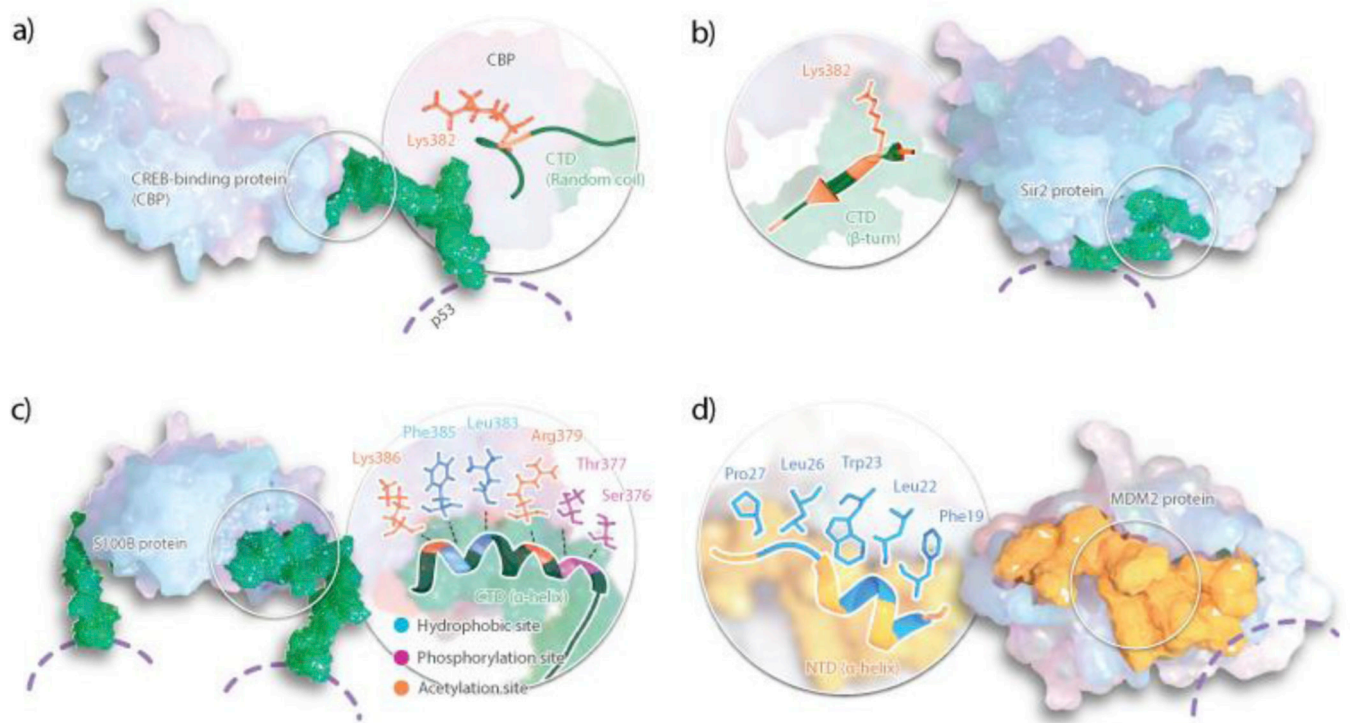 a)
CREB-binding protein
(CBP)
CBP
Lys382
CTD
(Random coil)
p53
b)
Lys382
CTD
(β-turn)
Sir2 protein
c)
S100B protein
Lys386
Phe385
Leu383
Arg379
Thr377
Ser376
CTD (α-helix)
Hydrophobic site
Phosphorylation site
Acetylation site
d)
Pro27
Leu26
Trp23
Leu22
Phe19
NTD (α-helix)
MDM2 protein